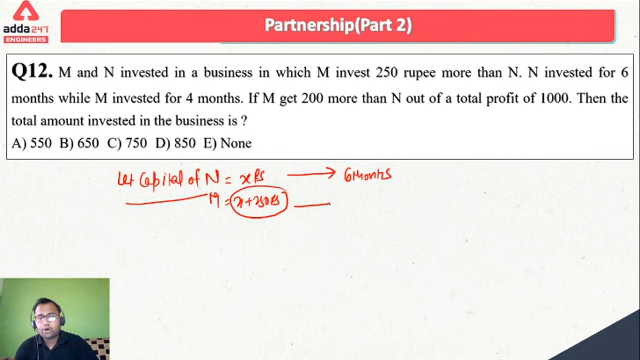 adda247
ENGINEERS
Partnership(Part 2)
Q12. M and N invested in a business in which M invest 250 rupee more than N. N invested for 6
months while M invested for 4 months. If M get 200 more than N out of a total profit of 1000. Then the
total amount invested in the business is ?
A) 550 B) 650 C) 750 D) 850 E) None
Let Capital of N = x Rs → 6 Months
M = x+250Rs